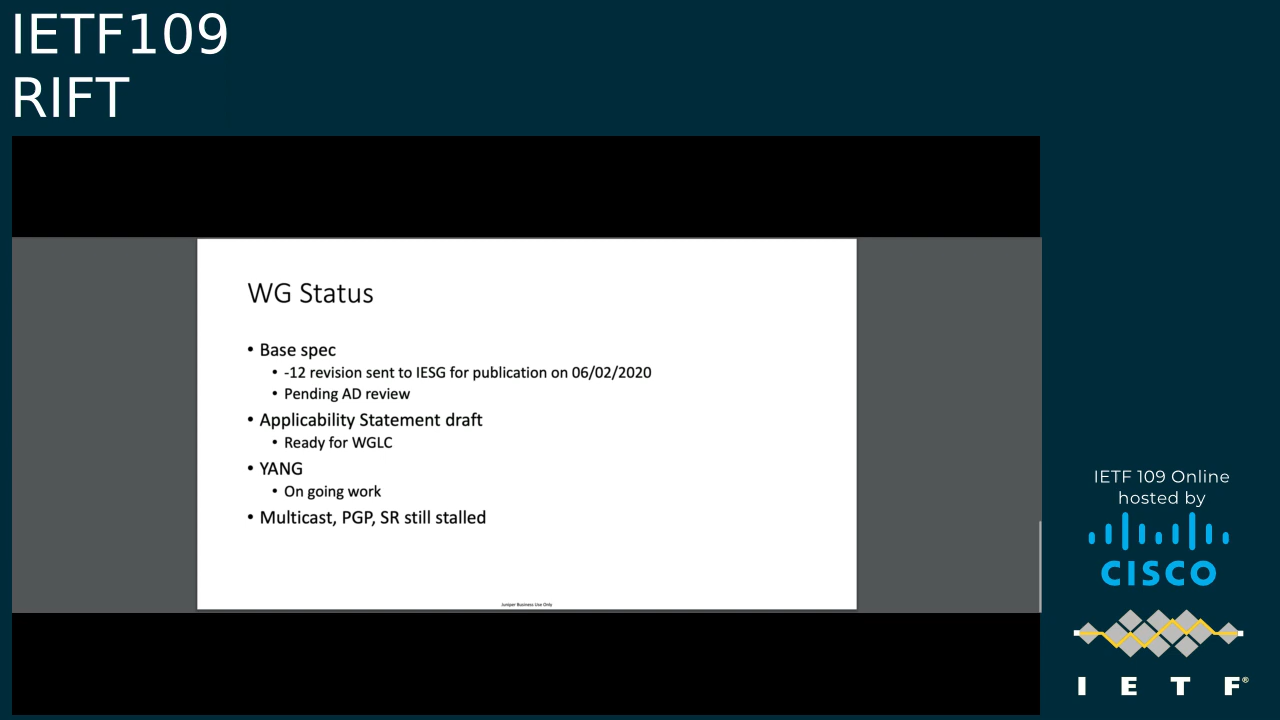 IETF109
RIFT
WG Status
• Base spec
• -12 revision sent to IESG for publication on 06/02/2020
• Pending AD review
• Applicability Statement draft
• Ready for WGLC
• YANG
• On going work
• Multicast, PGP, SR still stalled
Juniper Business Use Only
IETF 109 Online
hosted by
CISCO
I E T F®